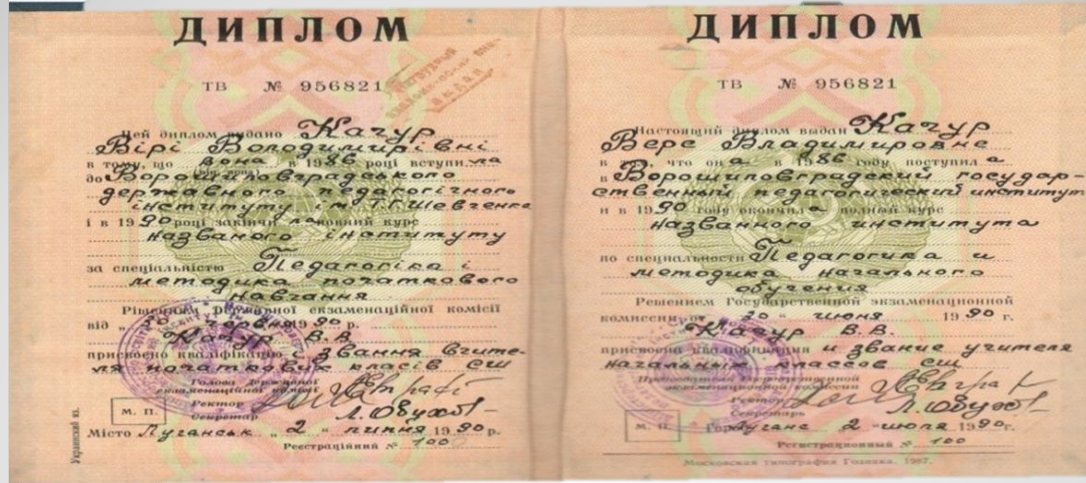 ДИПЛОМ
ТВ № 956821
Цей диплом видано Качур
Вірі Володимирівні
в тому, що вона в 1986 році вступила
до Ворошиловградського
державного педагогічного
інституту ім. Т.Г. Шевченка
і в 1990 році закінчила повний курс
названого інституту
за спеціальністю Педагогіка і
методика початкового
навчання
Рішенням Державної екзаменаційної комісії
від „20“ червня 1990 р.
Качур В.В.
присвоєно кваліфікацію і звання вчите-
ля початкових класів СШ
Голова Державної
екзаменаційної комісії
Ректор
Секретар Л. Обухов
М. П.
Місто Луганськ „2“ липня 1990 р.
Реєстраційний № 100
Украинский яз.
ДИПЛОМ
ТВ № 956821
Настоящий диплом выдан Качур
Вере Владимировне
в том, что она в 1986 году поступила
в Ворошиловградский государ-
ственный педагогический институт
и в 1990 году окончила полный курс
названного института
по специальности Педагогика и
методика начального
обучения
Решением Государственной экзаменационной
комиссии от „20“ июня 1990 г.
Качур В.В.
присвоена квалификация и звание учителя
начальных классов СШ
Председатель Государственной
экзаменационной комиссии
Ректор
Секретарь Л. Обухов
М. П.
Город Луганск 2 июля 1990 г.
Регистрационный № 100
Московская типография Гознака. 1987.